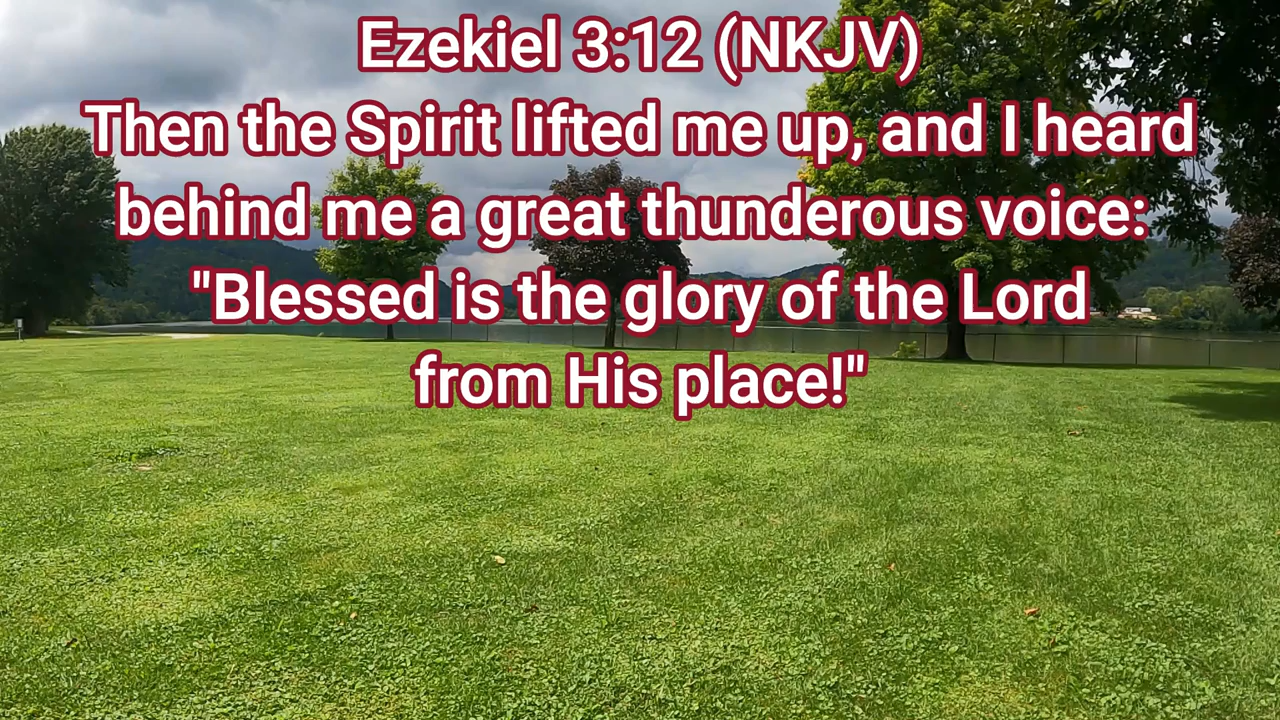 Ezekiel 3:12 (NKJV)
Then the Spirit lifted me up, and I heard
behind me a great thunderous voice:
"Blessed is the glory of the Lord
from His place!"